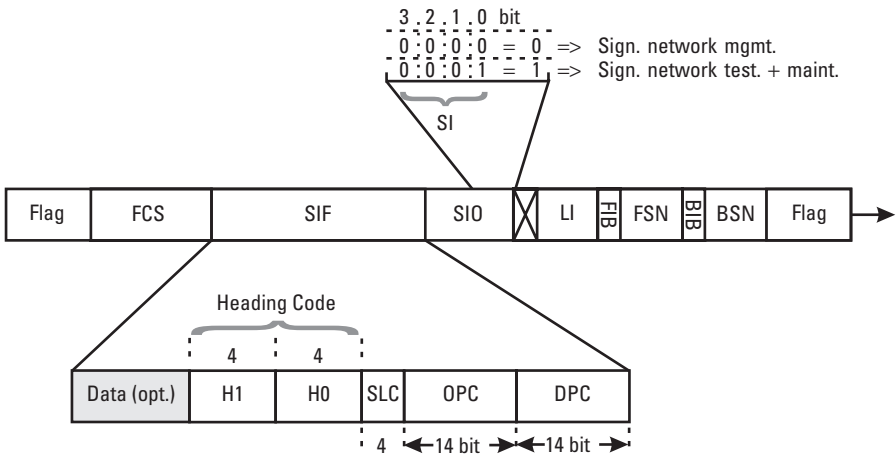 3 2 1 0 bit
0 0 0 0 = 0 => Sign. network mgmt.
0 0 0 1 = 1 => Sign. network test. + maint.
SI
Flag FCS SIF SIO LI FIB FSN BIB BSN Flag
Heading Code
4 4
Data (opt.) H1 H0 SLC OPC DPC
4 14 bit 14 bit